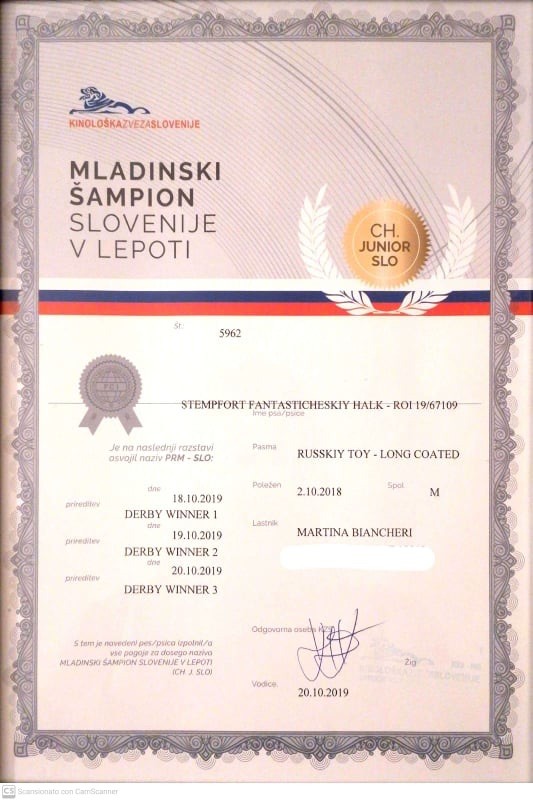 KINOLOŠKAZVEZASLOVENIJE
MLADINSKI
ŠAMPION
SLOVENIJE
V LEPOTI
CH.
JUNIOR
SLO
Št.: 5962
STEMPFORT FANTASTICHESKIY HALK - ROI 19/67109
Ime psa/psice
FCI
Je na naslednji razstavi
osvojil naziv PRM - SLO:
Pasma RUSSKIY TOY - LONG COATED
Poležen 2.10.2018 Spol M
Lastnik MARTINA BIANCHERI
dne 18.10.2019
prireditev DERBY WINNER 1
dne 19.10.2019
prireditev DERBY WINNER 2
dne 20.10.2019
prireditev DERBY WINNER 3
S tem je navedeni pes/psica izpolnil/a
vse pogoje za dosego naziva
MLADINSKI ŠAMPION SLOVENIJE V LEPOTI
(CH. J. SLO)
Odgovorna oseba KZS
Žig
Vodice, 20.10.2019
CS Scansionato con CamScanner